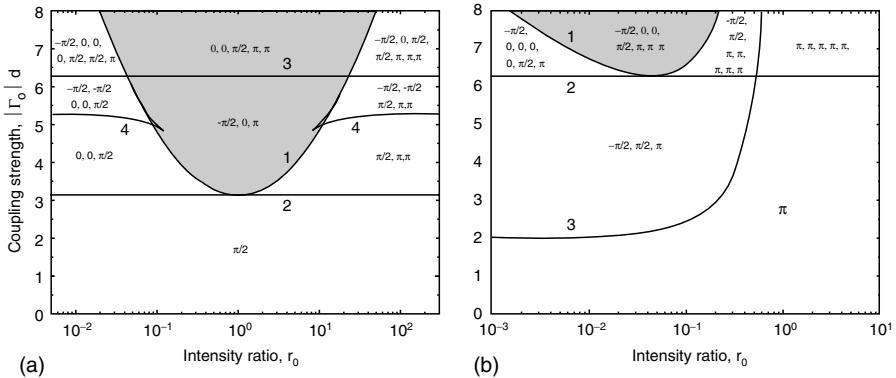 8
7
6
5
4
3
2
1
0
Coupling strength, |Γ₀| d
−π/2, 0, 0,
0, π/2, π/2, π
0, 0, π/2, π, π
−π/2, 0, π/2,
π/2, π, π,π
3
−π/2, -π/2
0, 0, π/2
−π/2, -π/2
π/2, π,π
4
-π/2, 0, π
4
0, 0, π/2
1
π/2, π,π
2
π/2
10⁻² 10⁻¹ 10⁰ 10¹ 10²
Intensity ratio, r₀
(a)
8
7
6
5
4
3
2
1
0
−π/2,
0, 0, 0,
0, π/2, π
1
−π/2, 0, 0,
π/2, π, π π
-π/2,
π/2,
π, π,
π, π, π
π, π, π, π, π,
2
−π/2, π/2, π
3
π
10⁻³ 10⁻² 10⁻¹ 10⁰ 10¹
Intensity ratio, r₀
(b)